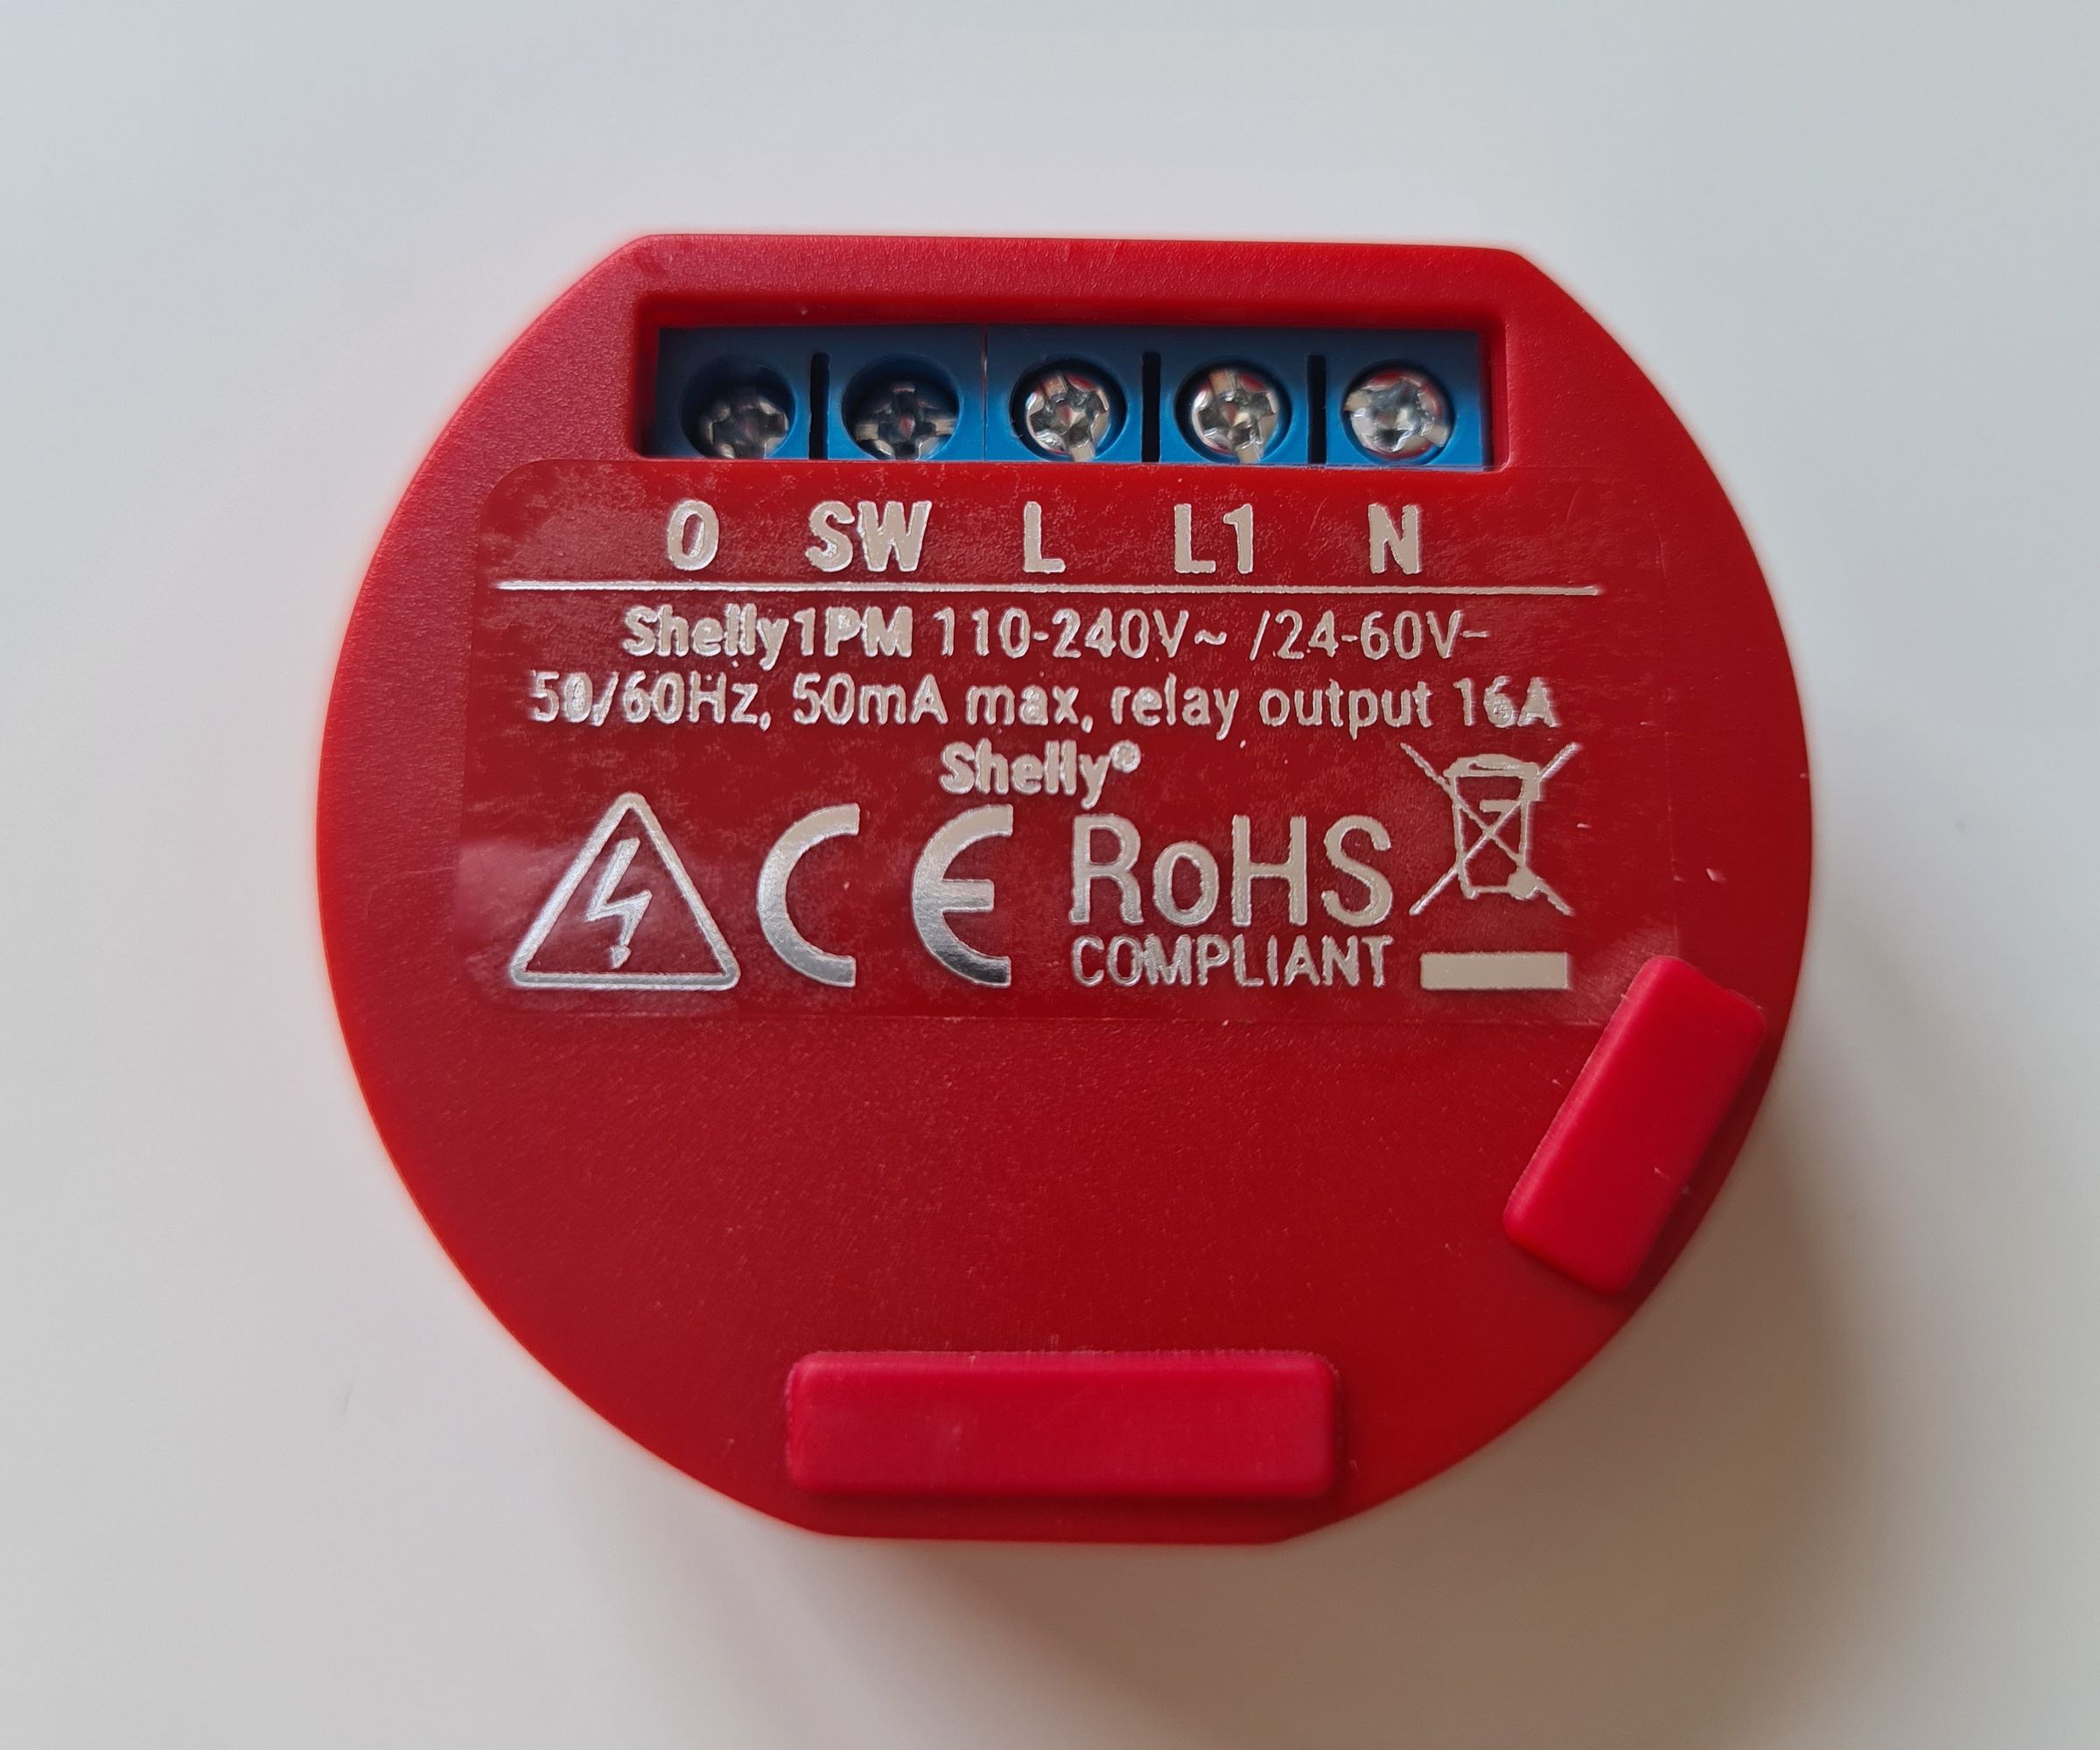 O SW L L1 N
Shelly1PM 110-240V~ /24-60V-
50/60Hz, 50mA max, relay output 16A
Shelly®
CE RoHS
COMPLIANT